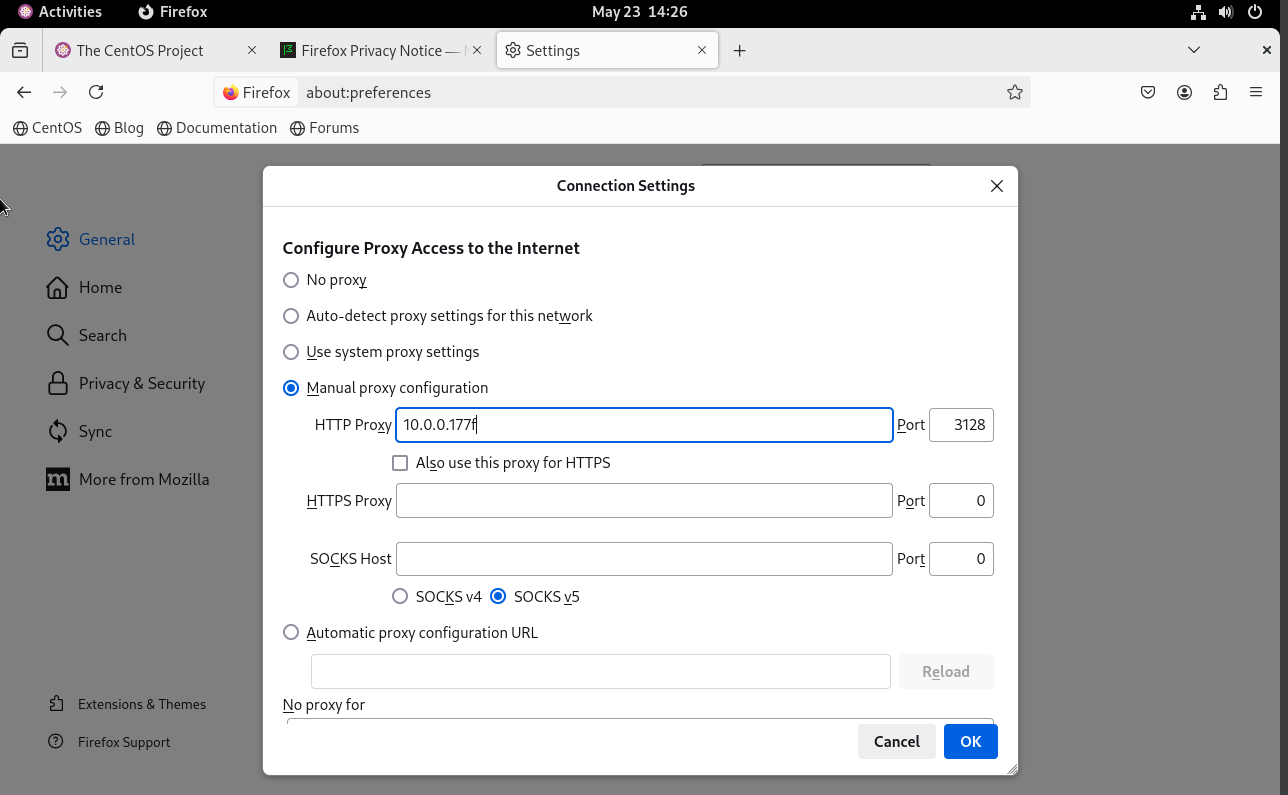 Activities Firefox May 23 14:26
The CentOS Project Firefox Privacy Notice — Settings
Firefox about:preferences
CentOS Blog Documentation Forums
Connection Settings
General
Home
Search
Privacy & Security
Sync
m More from Mozilla
Extensions & Themes
Firefox Support
Configure Proxy Access to the Internet
No proxy
Auto-detect proxy settings for this network
Use system proxy settings
Manual proxy configuration
HTTP Proxy 10.0.0.177f Port 3128
Also use this proxy for HTTPS
HTTPS Proxy Port 0
SOCKS Host Port 0
SOCKS v4 SOCKS v5
Automatic proxy configuration URL
Reload
No proxy for
Cancel OK